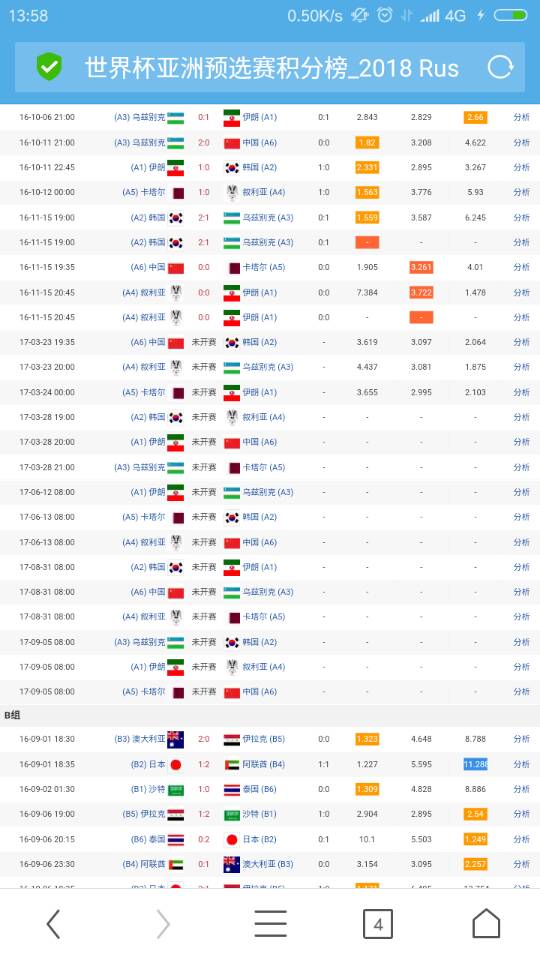 13:58 0.50K/s 4G
世界杯亚洲预选赛积分榜_2018 Rus
16-10-06 21:00 (A3) 乌兹别克 0:1 伊朗 (A1) 0:1 2.843 2.829 2.66 分析
16-10-11 21:00 (A3) 乌兹别克 2:0 中国 (A6) 0:0 1.82 3.208 4.622 分析
16-10-11 22:45 (A1) 伊朗 1:0 韩国 (A2) 1:0 2.331 2.895 3.267 分析
16-10-12 00:00 (A5) 卡塔尔 1:0 叙利亚 (A4) 1:0 1.563 3.776 5.93 分析
16-11-15 19:00 (A2) 韩国 2:1 乌兹别克 (A3) 0:1 1.559 3.587 6.245 分析
16-11-15 19:00 (A2) 韩国 2:1 乌兹别克 (A3) 0:1 - - - 分析
16-11-15 19:35 (A6) 中国 0:0 卡塔尔 (A5) 0:0 1.905 3.261 4.01 分析
16-11-15 20:45 (A4) 叙利亚 0:0 伊朗 (A1) 0:0 7.384 3.722 1.478 分析
16-11-15 20:45 (A4) 叙利亚 0:0 伊朗 (A1) 0:0 - - - 分析
17-03-23 19:35 (A6) 中国 未开赛 韩国 (A2) - 3.619 3.097 2.064 分析
17-03-23 20:00 (A4) 叙利亚 未开赛 乌兹别克 (A3) - 4.437 3.081 1.875 分析
17-03-24 00:00 (A5) 卡塔尔 未开赛 伊朗 (A1) - 3.655 2.995 2.103 分析
17-03-28 19:00 (A2) 韩国 未开赛 叙利亚 (A4) - - - - 分析
17-03-28 20:00 (A1) 伊朗 未开赛 中国 (A6) - - - - 分析
17-03-28 21:00 (A3) 乌兹别克 未开赛 卡塔尔 (A5) - - - - 分析
17-06-12 08:00 (A1) 伊朗 未开赛 乌兹别克 (A3) - - - - 分析
17-06-13 08:00 (A5) 卡塔尔 未开赛 韩国 (A2) - - - - 分析
17-06-13 08:00 (A4) 叙利亚 未开赛 中国 (A6) - - - - 分析
17-08-31 08:00 (A2) 韩国 未开赛 伊朗 (A1) - - - - 分析
17-08-31 08:00 (A6) 中国 未开赛 乌兹别克 (A3) - - - - 分析
17-08-31 08:00 (A4) 叙利亚 未开赛 卡塔尔 (A5) - - - - 分析
17-09-05 08:00 (A3) 乌兹别克 未开赛 韩国 (A2) - - - - 分析
17-09-05 08:00 (A1) 伊朗 未开赛 叙利亚 (A4) - - - - 分析
17-09-05 08:00 (A5) 卡塔尔 未开赛 中国 (A6) - - - - 分析
B组
16-09-01 18:30 (B3) 澳大利亚 2:0 伊拉克 (B5) 0:0 1.323 4.648 8.788 分析
16-09-01 18:35 (B2) 日本 1:2 阿联酋 (B4) 1:1 1.227 5.595 11.288 分析
16-09-02 01:30 (B1) 沙特 1:0 泰国 (B6) 0:0 1.309 4.828 8.886 分析
16-09-06 19:00 (B5) 伊拉克 1:2 沙特 (B1) 1:0 2.904 2.895 2.54 分析
16-09-06 20:15 (B6) 泰国 0:2 日本 (B2) 0:1 10.1 5.503 1.249 分析
16-09-06 23:30 (B4) 阿联酋 0:1 澳大利亚 (B3) 0:0 3.154 3.095 2.257 分析
4